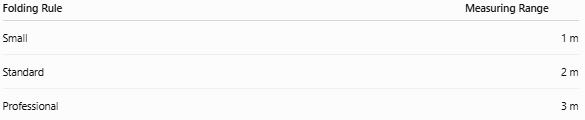 Folding Rule Measuring Range
Small 1 m
Standard 2 m
Professional 3 m